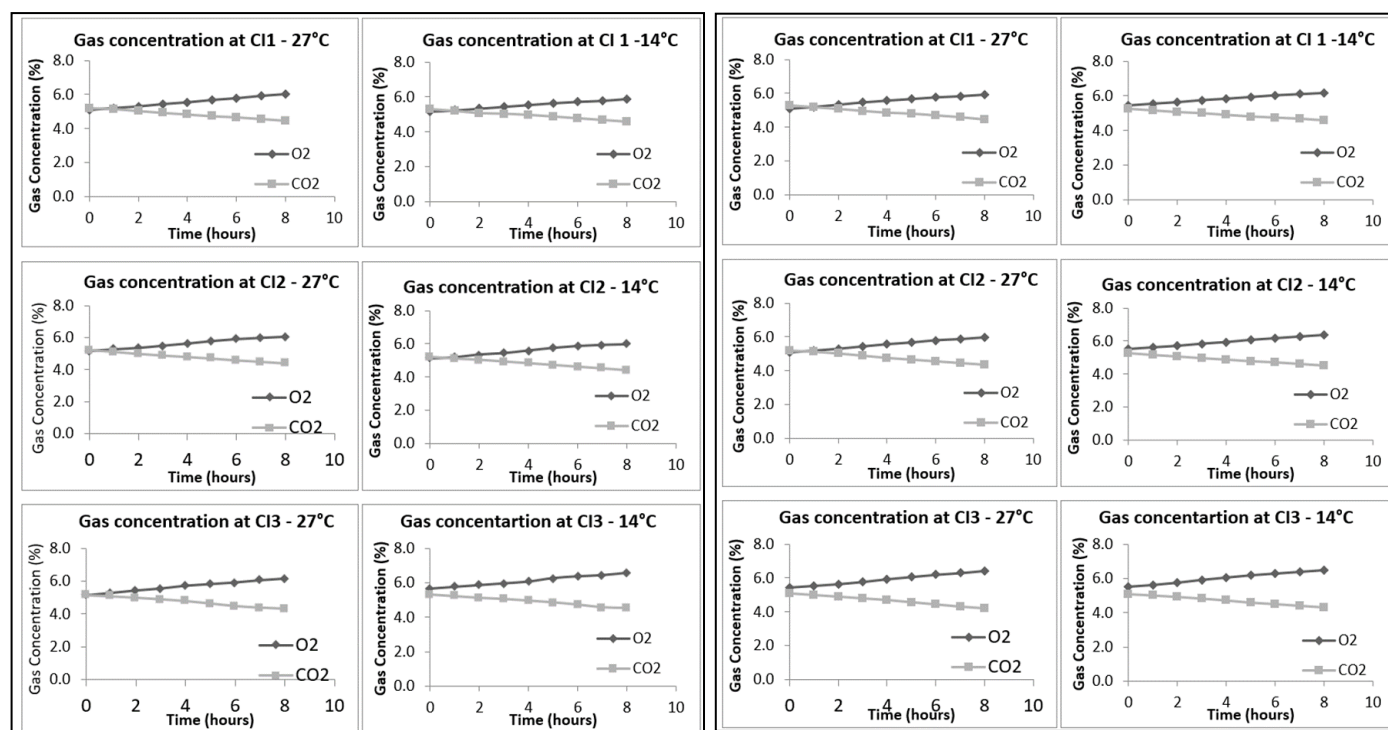 Gas concentration at CI1 - 27°C
Gas Concentration (%)
8.0
6.0
4.0
2.0
0.0
O2
CO2
0 2 4 6 8 10
Time (hours)
Gas concentration at CI 1 -14°C
Gas Concentration (%)
8.0
6.0
4.0
2.0
0.0
O2
CO2
0 2 4 6 8 10
Time (hours)
Gas concentration at CI2 - 27°C
Gas Concentration (%)
8.0
6.0
4.0
2.0
0.0
O2
CO2
0 2 4 6 8 10
Time (hours)
Gas concentration at CI2 - 14°C
Gas Concentration (%)
8.0
6.0
4.0
2.0
0.0
O2
CO2
0 2 4 6 8 10
Time (hours)
Gas concentration at CI3 - 27°C
Gas Concentration (%)
8.0
6.0
4.0
2.0
0.0
O2
CO2
0 2 4 6 8 10
Time (hours)
Gas concentartion at CI3 - 14°C
Gas Concentration (%)
8.0
6.0
4.0
2.0
0.0
O2
CO2
0 2 4 6 8 10
Time (hours)
Gas concentration at CI1 - 27°C
Gas Concentration (%)
8.0
6.0
4.0
2.0
0.0
O2
CO2
0 2 4 6 8 10
Time (hours)
Gas concentration at CI 1 -14°C
Gas Concentration (%)
8.0
6.0
4.0
2.0
0.0
O2
CO2
0 2 4 6 8 10
Time (hours)
Gas concentration at CI2 - 27°C
Gas Concentration (%)
8.0
6.0
4.0
2.0
0.0
O2
CO2
0 2 4 6 8 10
Time (hours)
Gas concentration at CI2 - 14°C
Gas Concentration (%)
8.0
6.0
4.0
2.0
0.0
O2
CO2
0 2 4 6 8 10
Time (hours)
Gas concentration at CI3 - 27°C
Gas Concentration (%)
8.0
6.0
4.0
2.0
0.0
O2
CO2
0 2 4 6 8 10
Time (hours)
Gas concentartion at CI3 - 14°C
Gas Concentration (%)
8.0
6.0
4.0
2.0
0.0
O2
CO2
0 2 4 6 8 10
Time (hours)